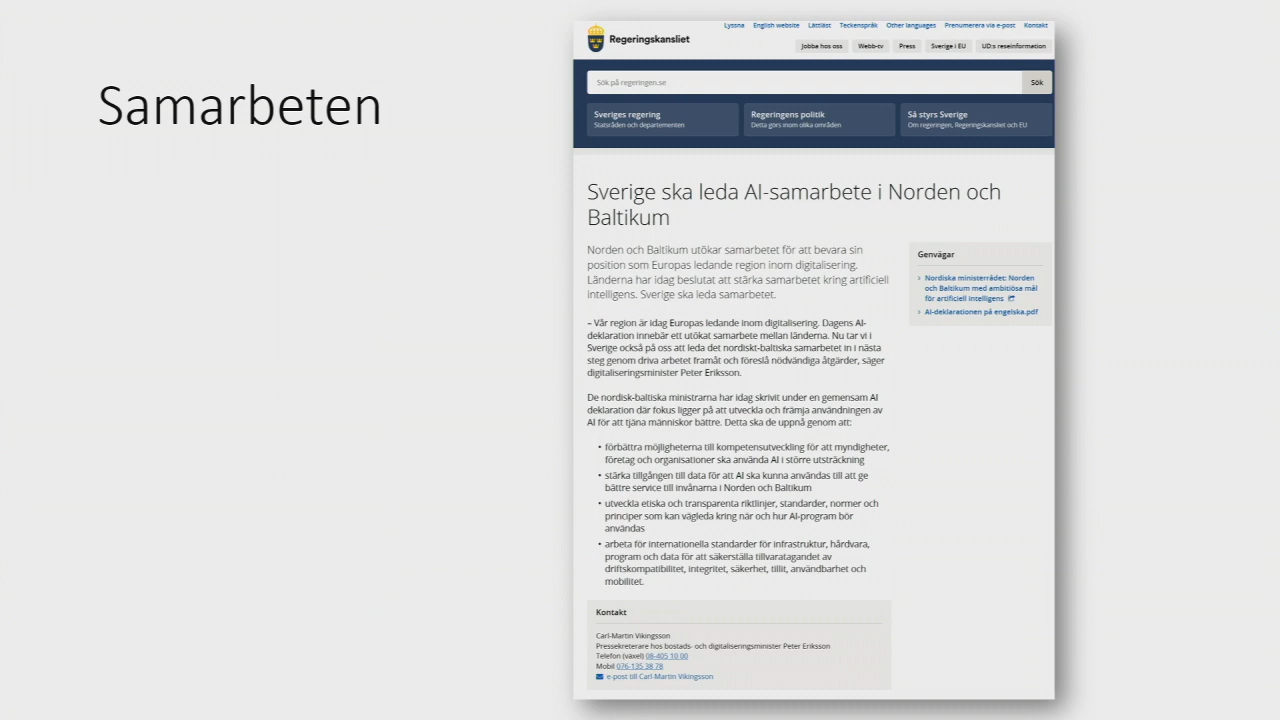 Samarbeten
Lyssna English website Lättläst Teckenspråk Other languages Prenumerera via e-post Kontakt
Regeringskansliet
Jobba hos oss Webb-tv Press Sverige i EU UD:s reseinformation
Sök på regeringen.se Sök
Sveriges regering Regeringens politik Så styrs Sverige
Statsråden och departementen Detta görs inom olika områden Om regeringen, Regeringskansliet och EU
Sverige ska leda AI-samarbete i Norden och
Baltikum
Norden och Baltikum utökar samarbetet för att bevara sin
position som Europas ledande region inom digitalisering.
Länderna har idag beslutat att stärka samarbetet kring artificiell
intelligens. Sverige ska leda samarbetet.
– Vår region är idag Europas ledande inom digitalisering. Dagens AI-
deklaration innebär ett utökat samarbete mellan länderna. Nu tar vi i
Sverige också på oss att leda det nordiskt-baltiska samarbetet in i nästa
steg genom driva arbetet framåt och föreslå nödvändiga åtgärder, säger
digitaliseringsminister Peter Eriksson.
De nordisk-baltiska ministrarna har idag skrivit under en gemensam AI
deklaration där fokus ligger på att utveckla och främja användningen av
AI för att tjäna människor bättre. Detta ska de uppnå genom att:
• förbättra möjligheterna till kompetensutveckling för att myndigheter,
företag och organisationer ska använda AI i större utsträckning
• stärka tillgången till data för att AI ska kunna användas till att ge
bättre service till invånarna i Norden och Baltikum
• utveckla etiska och transparenta riktlinjer, standarder, normer och
principer som kan vägleda kring när och hur AI-program bör
användas
• arbeta för internationella standarder för infrastruktur, hårdvara,
program och data för att säkerställa tillvaratagandet av
driftskompatibilitet, integritet, säkerhet, tillit, användbarhet och
mobilitet.
Genvägar
› Nordiska ministerrådet: Norden
och Baltikum med ambitiösa mål
för artificiell intelligens
› AI-deklarationen på engelska.pdf
Kontakt
Carl-Martin Vikingsson
Pressekreterare hos bostads- och digitaliseringsminister Peter Eriksson
Telefon (växel) 08-405 10 00
Mobil 076-135 38 78
e-post till Carl-Martin Vikingsson